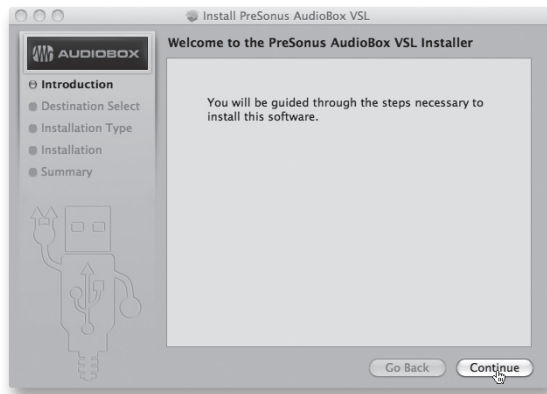 Install PreSonus AudioBox VSL
AUDIOBOX
Welcome to the PreSonus AudioBox VSL Installer
Introduction
Destination Select
Installation Type
Installation
Summary
You will be guided through the steps necessary to
install this software.
Go Back
Continue